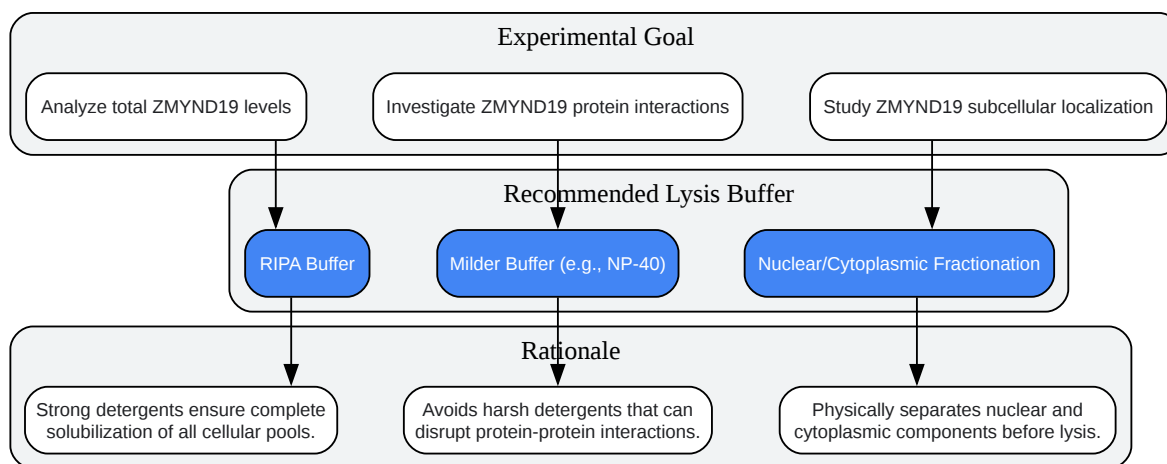 Experimental Goal
Analyze total ZMYND19 levels
Investigate ZMYND19 protein interactions
Study ZMYND19 subcellular localization
Recommended Lysis Buffer
RIPA Buffer
Milder Buffer (e.g., NP-40)
Nuclear/Cytoplasmic Fractionation
Rationale
Strong detergents ensure complete
solubilization of all cellular pools.
Avoids harsh detergents that can
disrupt protein-protein interactions.
Physically separates nuclear and
cytoplasmic components before lysis.